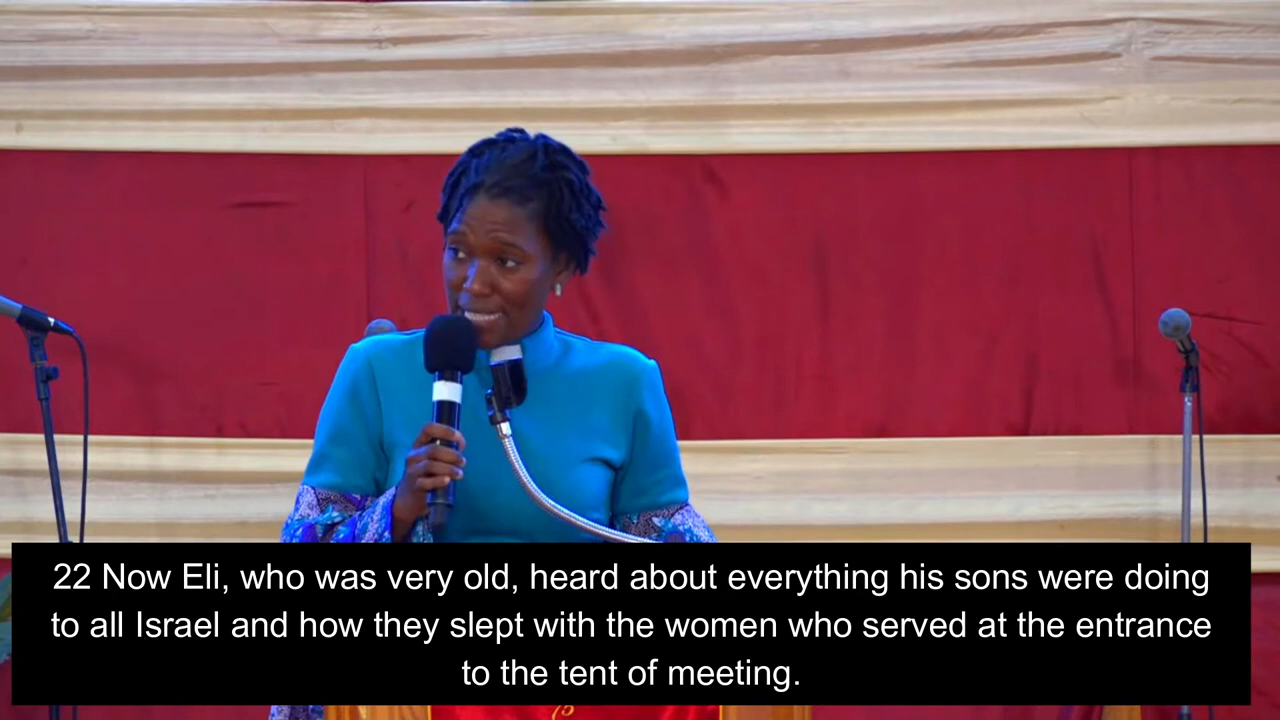 22 Now Eli, who was very old, heard about everything his sons were doing
to all Israel and how they slept with the women who served at the entrance
to the tent of meeting.